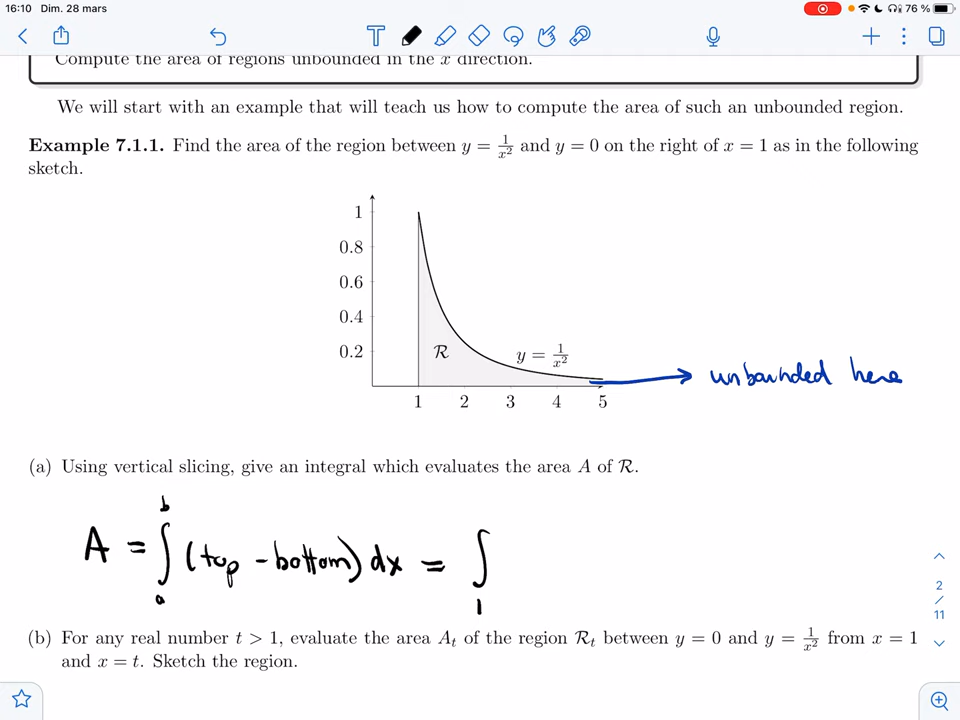 16:10 Dim. 28 mars 76 %
Compute the area of regions unbounded in the x direction.
We will start with an example that will teach us how to compute the area of such an unbounded region.
Example 7.1.1. Find the area of the region between y = 1/x² and y = 0 on the right of x = 1 as in the following
sketch.
1
0.8
0.6
0.4
0.2
R
y = 1/x²
unbounded here
1 2 3 4 5
(a) Using vertical slicing, give an integral which evaluates the area A of R.
A = ∫ₐᵇ (top - bottom) dx = ∫₁
(b) For any real number t > 1, evaluate the area Aₜ of the region Rₜ between y = 0 and y = 1/x² from x = 1
and x = t. Sketch the region.
2
/
11